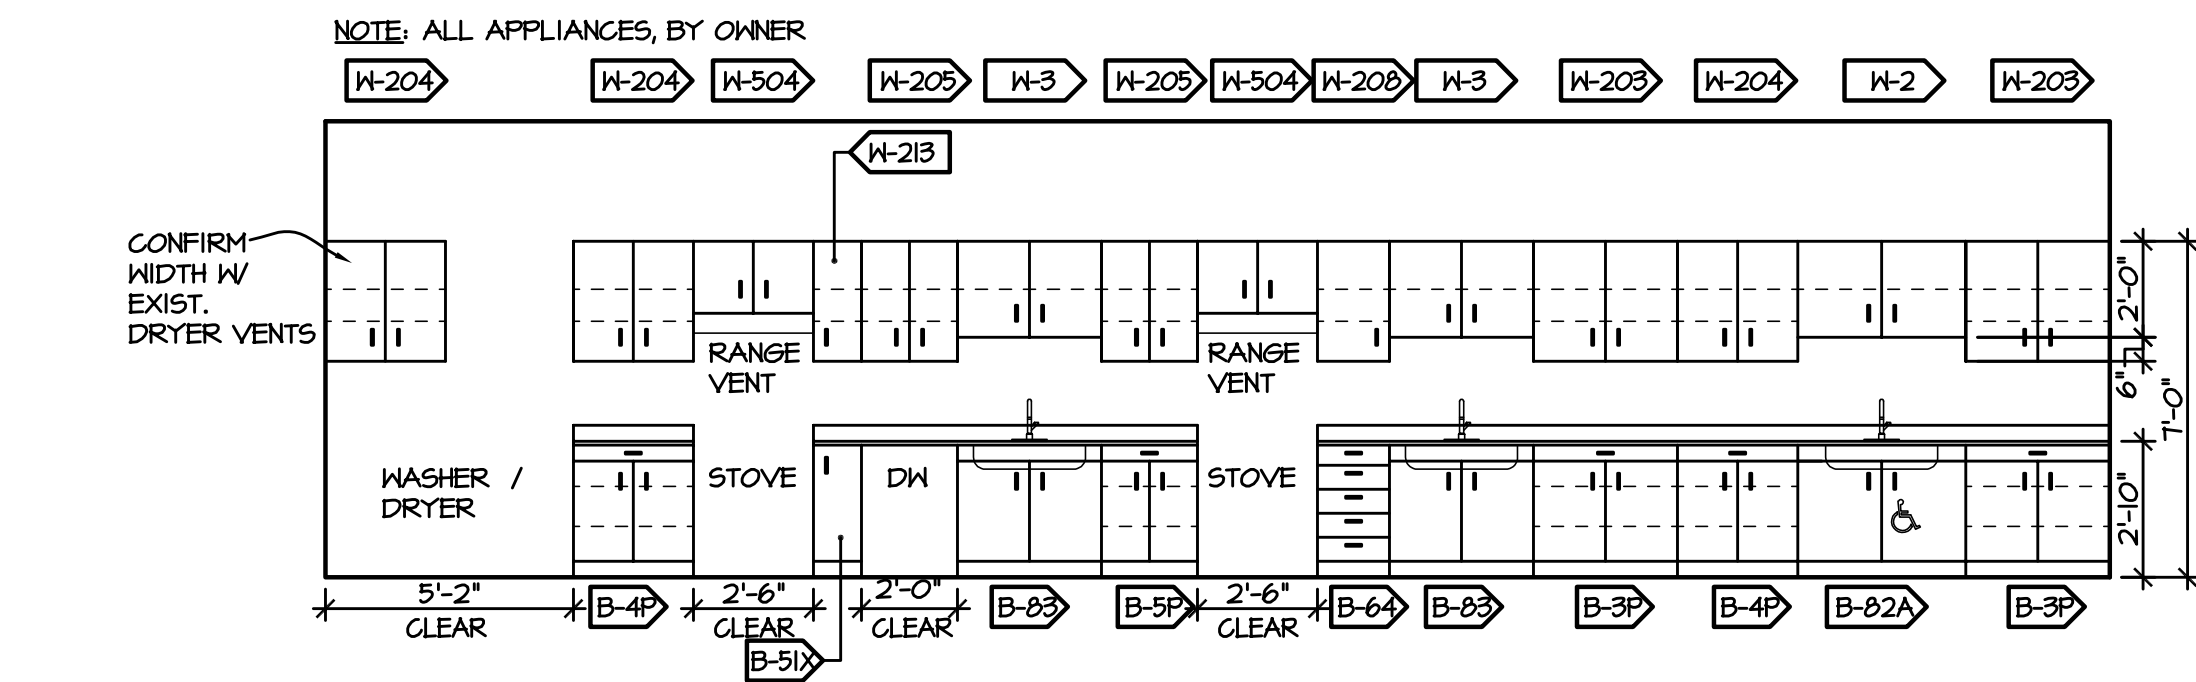 NOTE: ALL APPLIANCES, BY OWNER
W-204 W-204 W-504 W-205 W-3 W-205 W-504 W-208 W-3 W-203 W-204 W-2 W-203
W-213
CONFIRM
WIDTH W/
EXIST.
DRYER VENTS
RANGE
VENT
RANGE
VENT
2'-0"
6"
7'-0"
2'-10"
WASHER /
DRYER
STOVE
DW
STOVE
5'-2"
CLEAR
B-4P
2'-6"
CLEAR
2'-0"
CLEAR
B-83
B-5P
2'-6"
CLEAR
B-64
B-83
B-3P
B-4P
B-82A
B-3P
B-51X